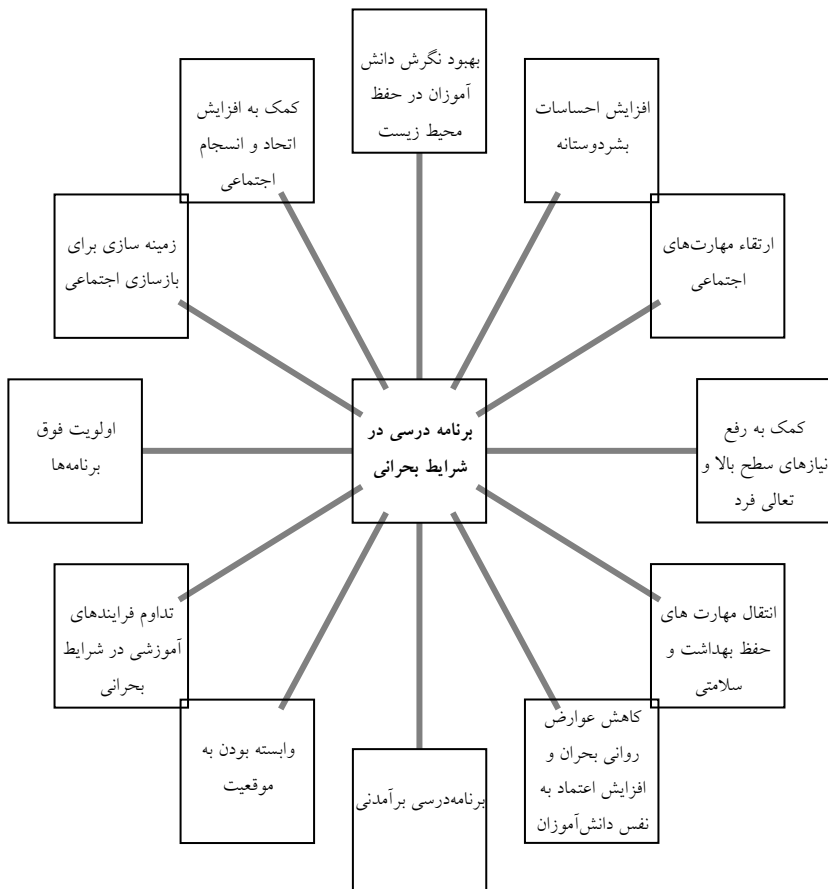 بهبود نگرش دانش
آموزان در حفظ
محیط زیست
افزایش احساسات
بشردوستانه
ارتقاء مهارت‌های
اجتماعی
کمک به رفع
نیازهای سطح بالا و
تعالی فرد
انتقال مهارت های
حفظ بهداشت و
سلامتی
کاهش عوارض
روانی بحران و
افزایش اعتماد به
نفس دانش‌آموزان
برنامه‌درسی برآمدنی
وابسته بودن به
موقعیت
تداوم فرایندهای
آموزشی در شرایط
بحرانی
اولویت فوق
برنامه‌ها
زمینه سازی برای
بازسازی اجتماعی
کمک به افزایش
اتحاد و انسجام
اجتماعی
برنامه درسی در
شرایط بحرانی